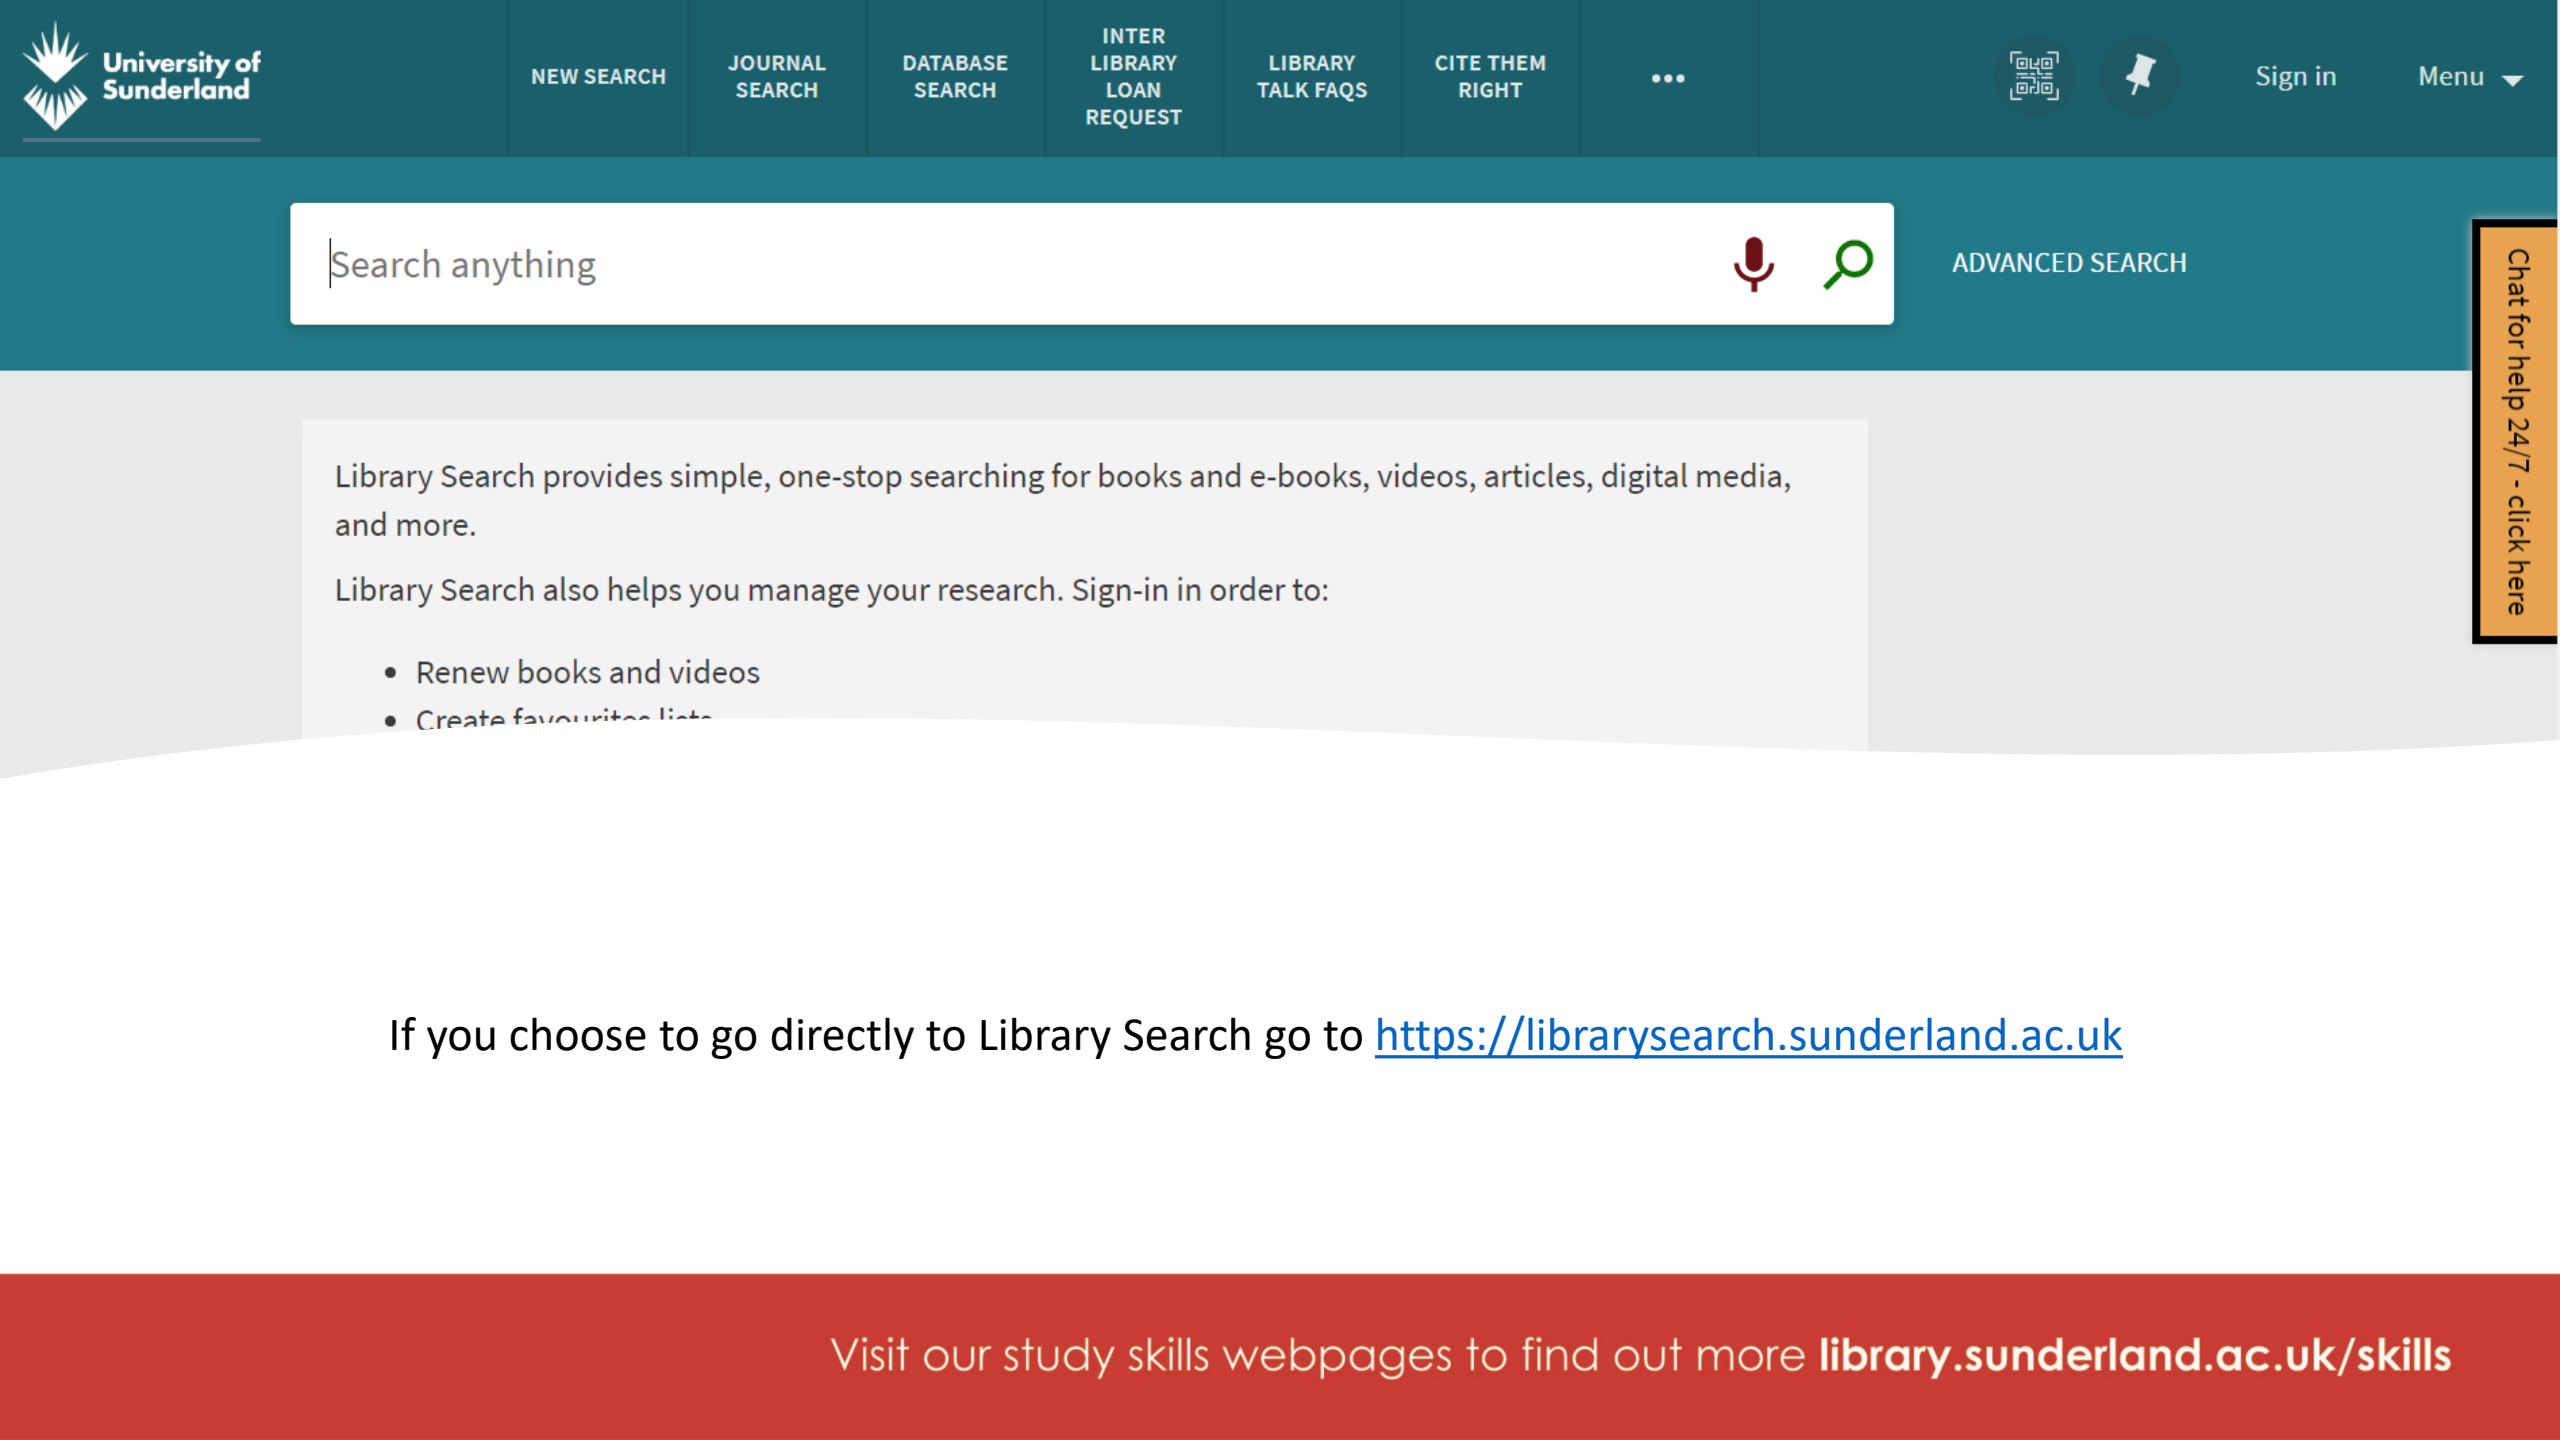 University of
Sunderland
NEW SEARCH
JOURNAL
SEARCH
DATABASE
SEARCH
INTER
LIBRARY
LOAN
REQUEST
LIBRARY
TALK FAQS
CITE THEM
RIGHT
Sign in
Menu
Search anything
ADVANCED SEARCH
Chat for help 24/7 - click here
Library Search provides simple, one-stop searching for books and e-books, videos, articles, digital media,
and more.
Library Search also helps you manage your research. Sign-in in order to:
• Renew books and videos
• Create favourites lists
If you choose to go directly to Library Search go to https://librarysearch.sunderland.ac.uk
Visit our study skills webpages to find out more library.sunderland.ac.uk/skills